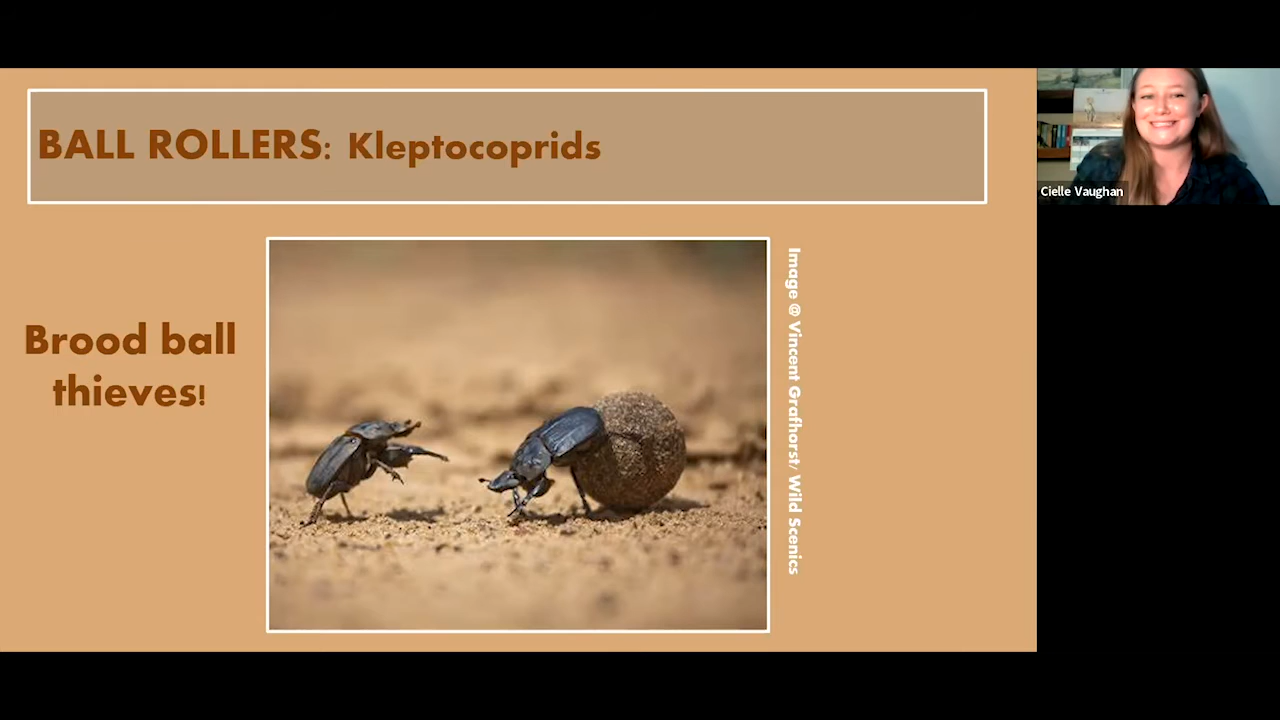 BALL ROLLERS: Kleptocoprids
Brood ball
thieves!
Image @ Vincent Grafhorst/ Wild Scenics
Cielle Vaughan